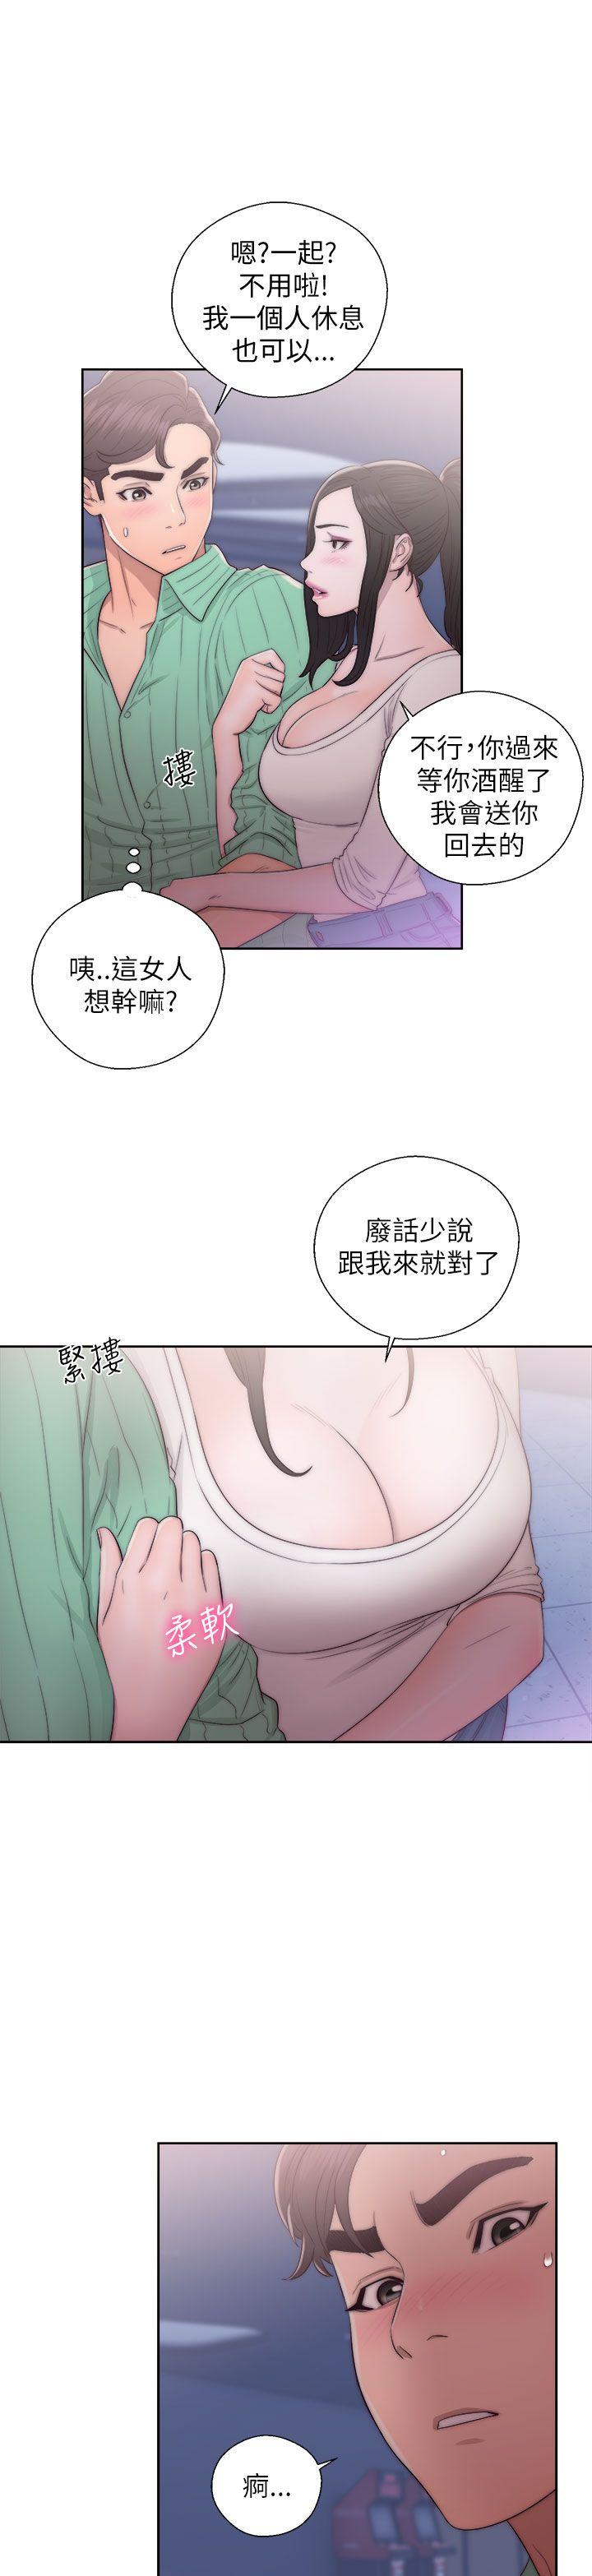 嗯?一起?
不用啦!
我一個人休息
也可以...
摟
不行,你過來
等你酒醒了
我會送你
回去的
咦..這女人
想幹嘛?
廢話少說
跟我來就對了
緊摟
柔軟
痾...